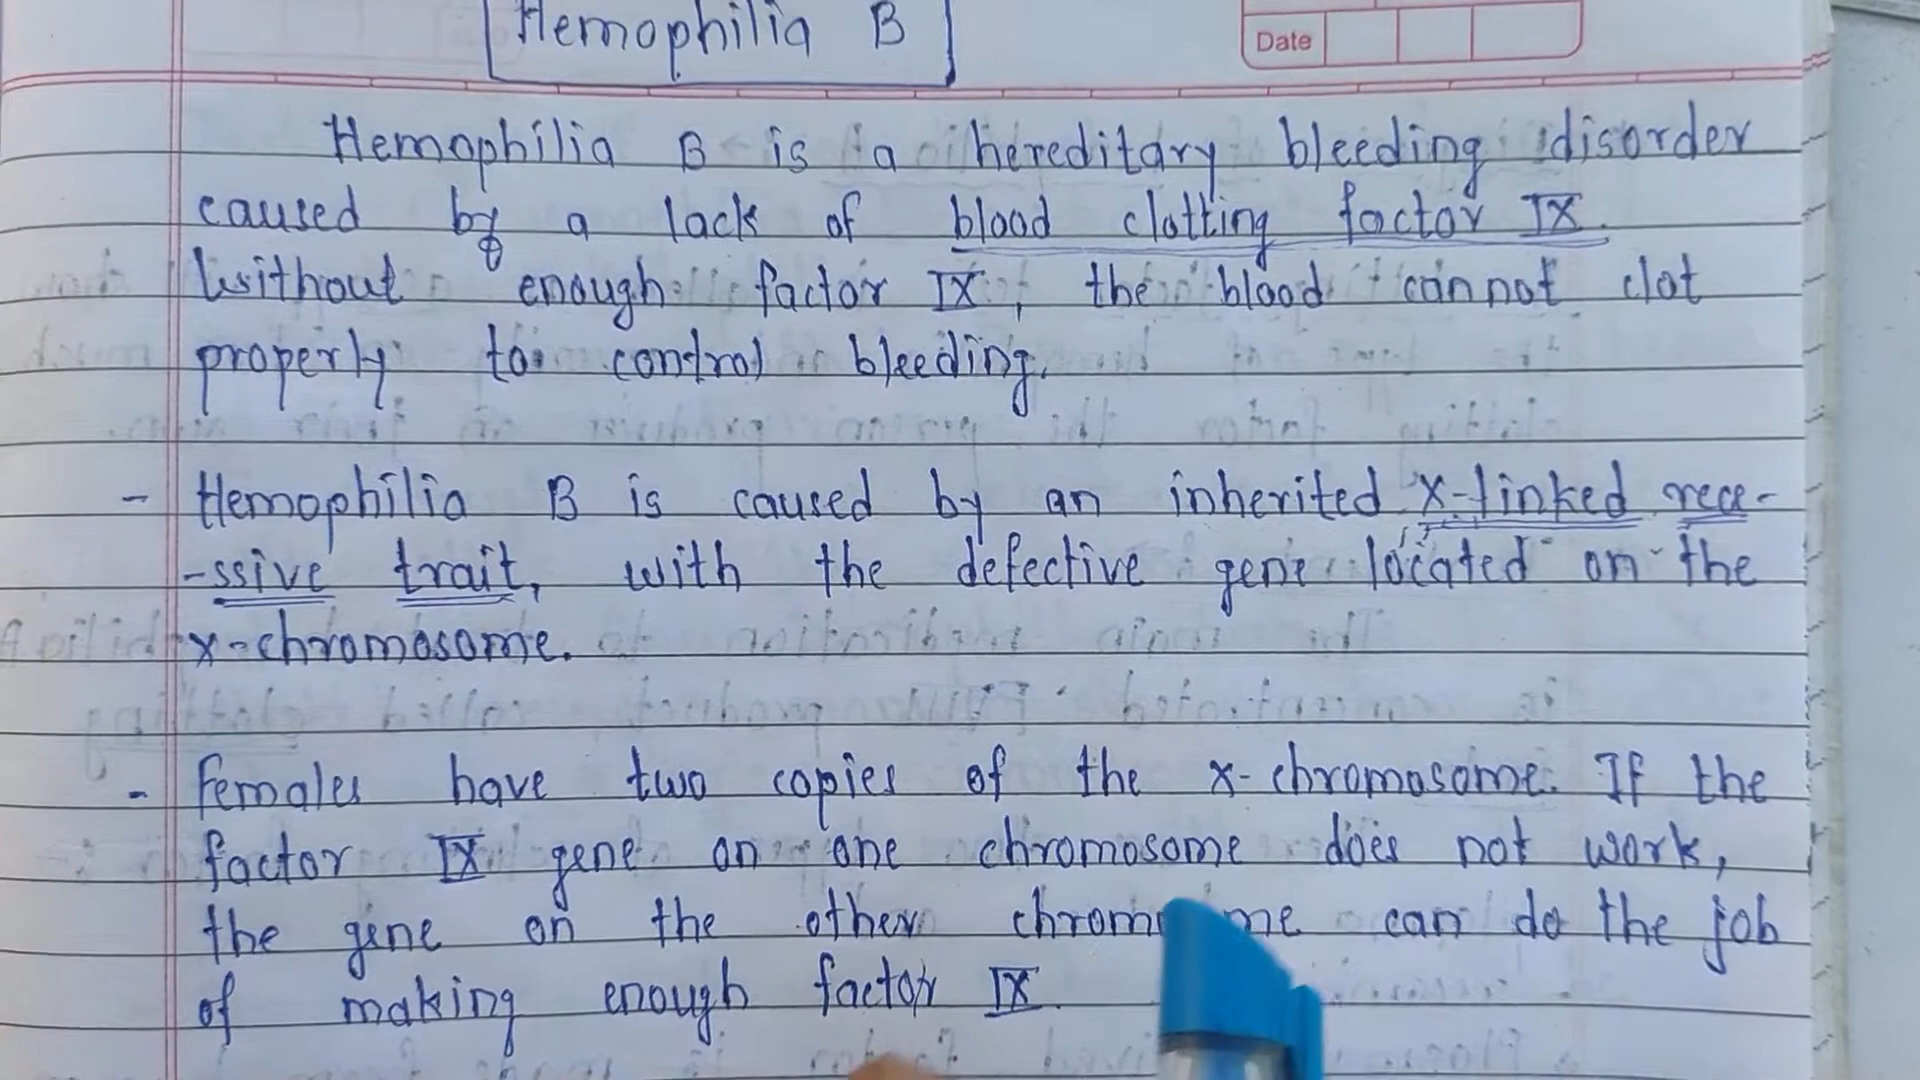 Hemophilia B
Date
Hemophilia B is a hereditary bleeding disorder
caused by a lack of blood clotting factor IX.
Without enough factor IX, the blood cannot clot
properly to control bleeding.
- Hemophilia B is caused by an inherited x-linked rece-
-ssive trait, with the defective gene located on the
x-chromosome.
- Females have two copies of the x-chromosome. If the
factor IX gene on one chromosome does not work,
the gene on the other can do the job
of making enough factor IX.